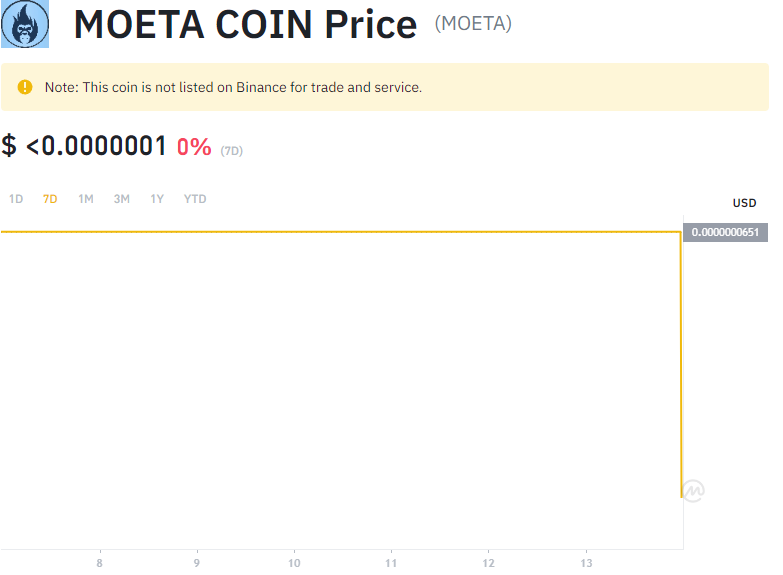 MOETA COIN Price (MOETA)
Note: This coin is not listed on Binance for trade and service.
$ <0.0000001 0% (7D)
1D 7D 1M 3M 1Y YTD
USD
0.0000000651
8 9 10 11 12 13